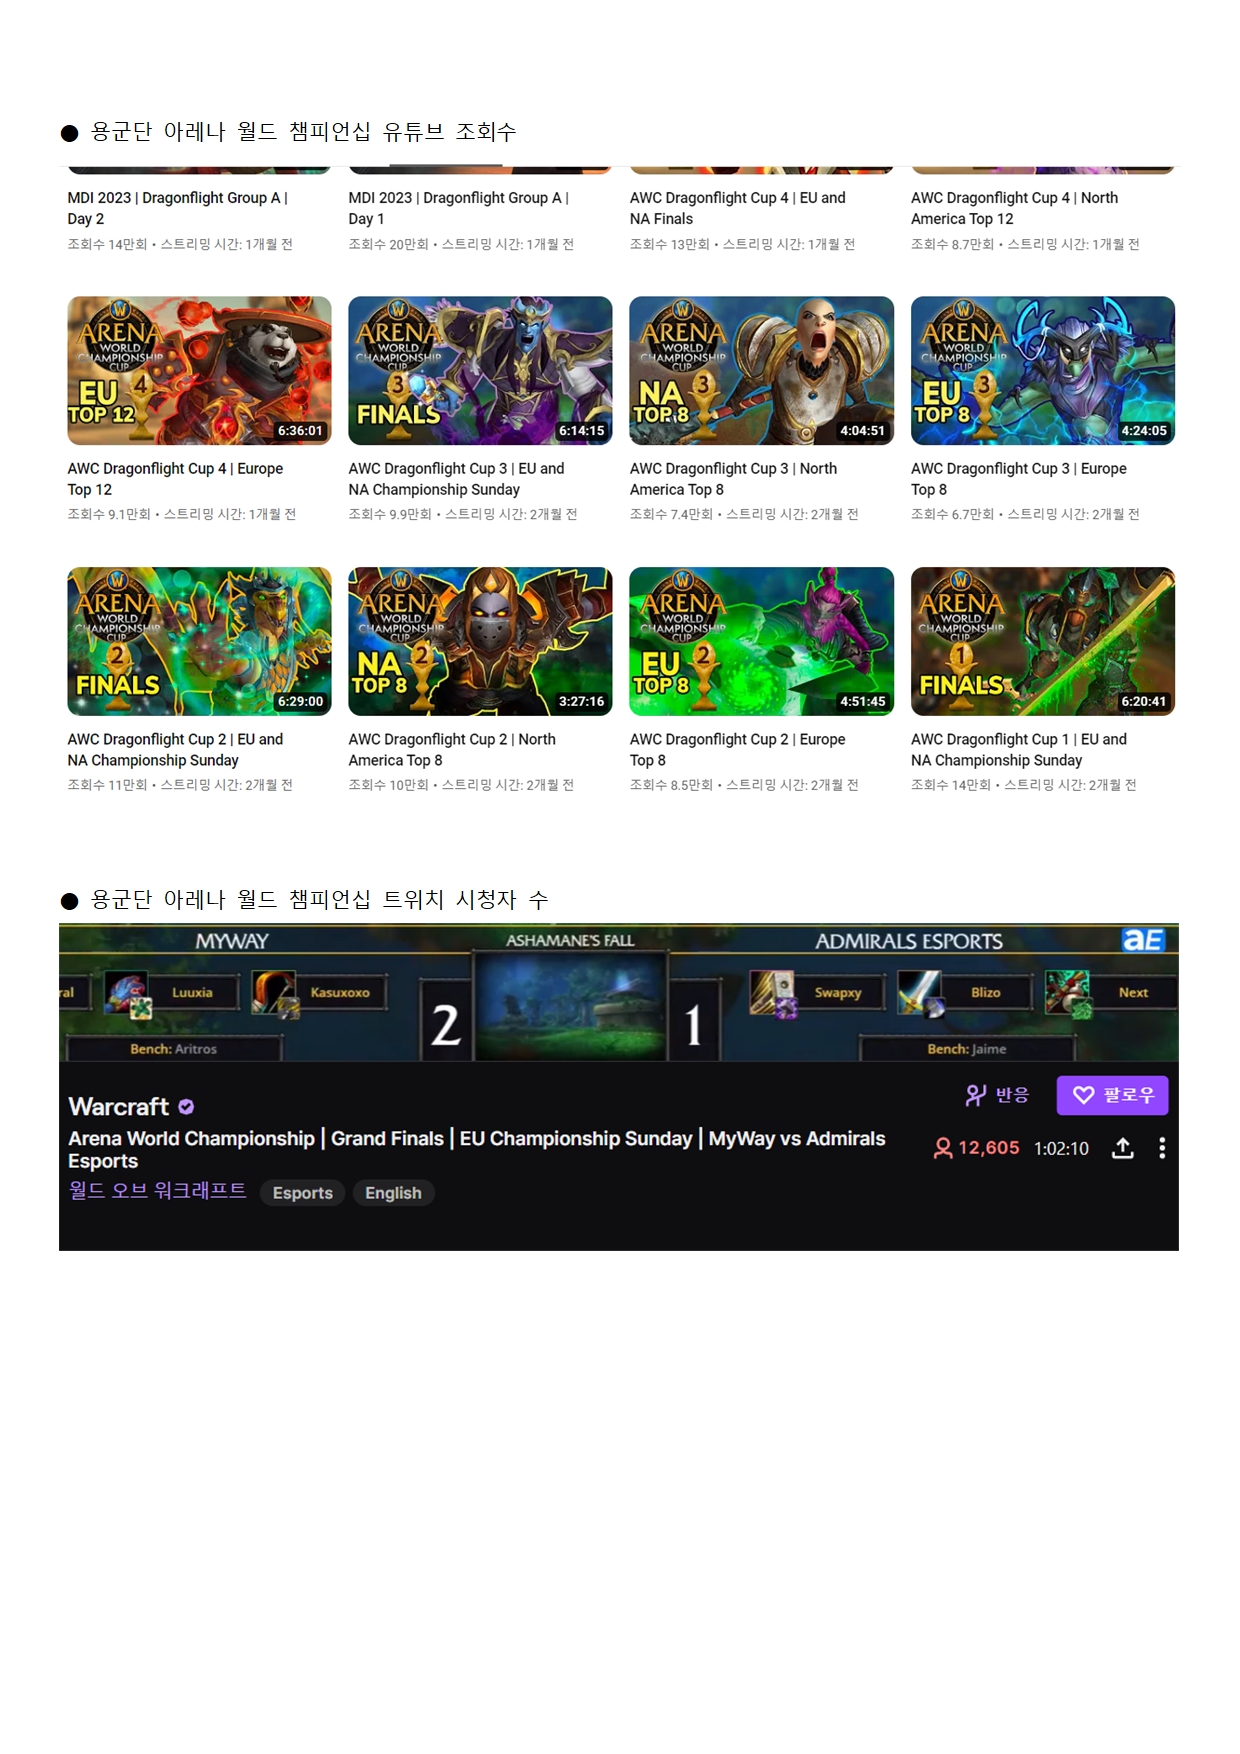 ● 용군단 아레나 월드 챔피언십 유튜브 조회수
MDI 2023 | Dragonflight Group A |
Day 2
조회수 14만회 • 스트리밍 시간: 1개월 전
MDI 2023 | Dragonflight Group A |
Day 1
조회수 20만회 • 스트리밍 시간: 1개월 전
AWC Dragonflight Cup 4 | EU and
NA Finals
조회수 13만회 • 스트리밍 시간: 1개월 전
AWC Dragonflight Cup 4 | North
America Top 12
조회수 8.7만회 • 스트리밍 시간: 1개월 전
ARENA
WORLD
CHAMPIONSHIP
CUP
EU 4
TOP 12
6:36:01
AWC Dragonflight Cup 4 | Europe
Top 12
조회수 9.1만회 • 스트리밍 시간: 1개월 전
ARENA
WORLD
CHAMPIONSHIP
CUP
3
FINALS
6:14:15
AWC Dragonflight Cup 3 | EU and
NA Championship Sunday
조회수 9.9만회 • 스트리밍 시간: 2개월 전
ARENA
WORLD
CHAMPIONSHIP
CUP
NA 3
TOP 8
4:04:51
AWC Dragonflight Cup 3 | North
America Top 8
조회수 7.4만회 • 스트리밍 시간: 2개월 전
ARENA
WORLD
CHAMPIONSHIP
CUP
EU 3
TOP 8
4:24:05
AWC Dragonflight Cup 3 | Europe
Top 8
조회수 6.7만회 • 스트리밍 시간: 2개월 전
ARENA
WORLD
CHAMPIONSHIP
CUP
2
FINALS
6:29:00
AWC Dragonflight Cup 2 | EU and
NA Championship Sunday
조회수 11만회 • 스트리밍 시간: 2개월 전
ARENA
WORLD
CHAMPIONSHIP
CUP
NA 2
TOP 8
3:27:16
AWC Dragonflight Cup 2 | North
America Top 8
조회수 10만회 • 스트리밍 시간: 2개월 전
ARENA
WORLD
CHAMPIONSHIP
CUP
EU 2
TOP 8
4:51:45
AWC Dragonflight Cup 2 | Europe
Top 8
조회수 8.5만회 • 스트리밍 시간: 2개월 전
ARENA
WORLD
CHAMPIONSHIP
CUP
1
FINALS
6:20:41
AWC Dragonflight Cup 1 | EU and
NA Championship Sunday
조회수 14만회 • 스트리밍 시간: 2개월 전
● 용군단 아레나 월드 챔피언십 트위치 시청자 수
MYWAY ASHAMANE'S FALL ADMIRALS ESPORTS aE
ral Luuxia Kasuxoxo 2 1 Swapxy Blizo Next
Bench: Aritros Bench: Jaime
Warcraft 반응 팔로우
Arena World Championship | Grand Finals | EU Championship Sunday | MyWay vs Admirals
Esports
12,605 1:02:10
월드 오브 워크래프트 Esports English